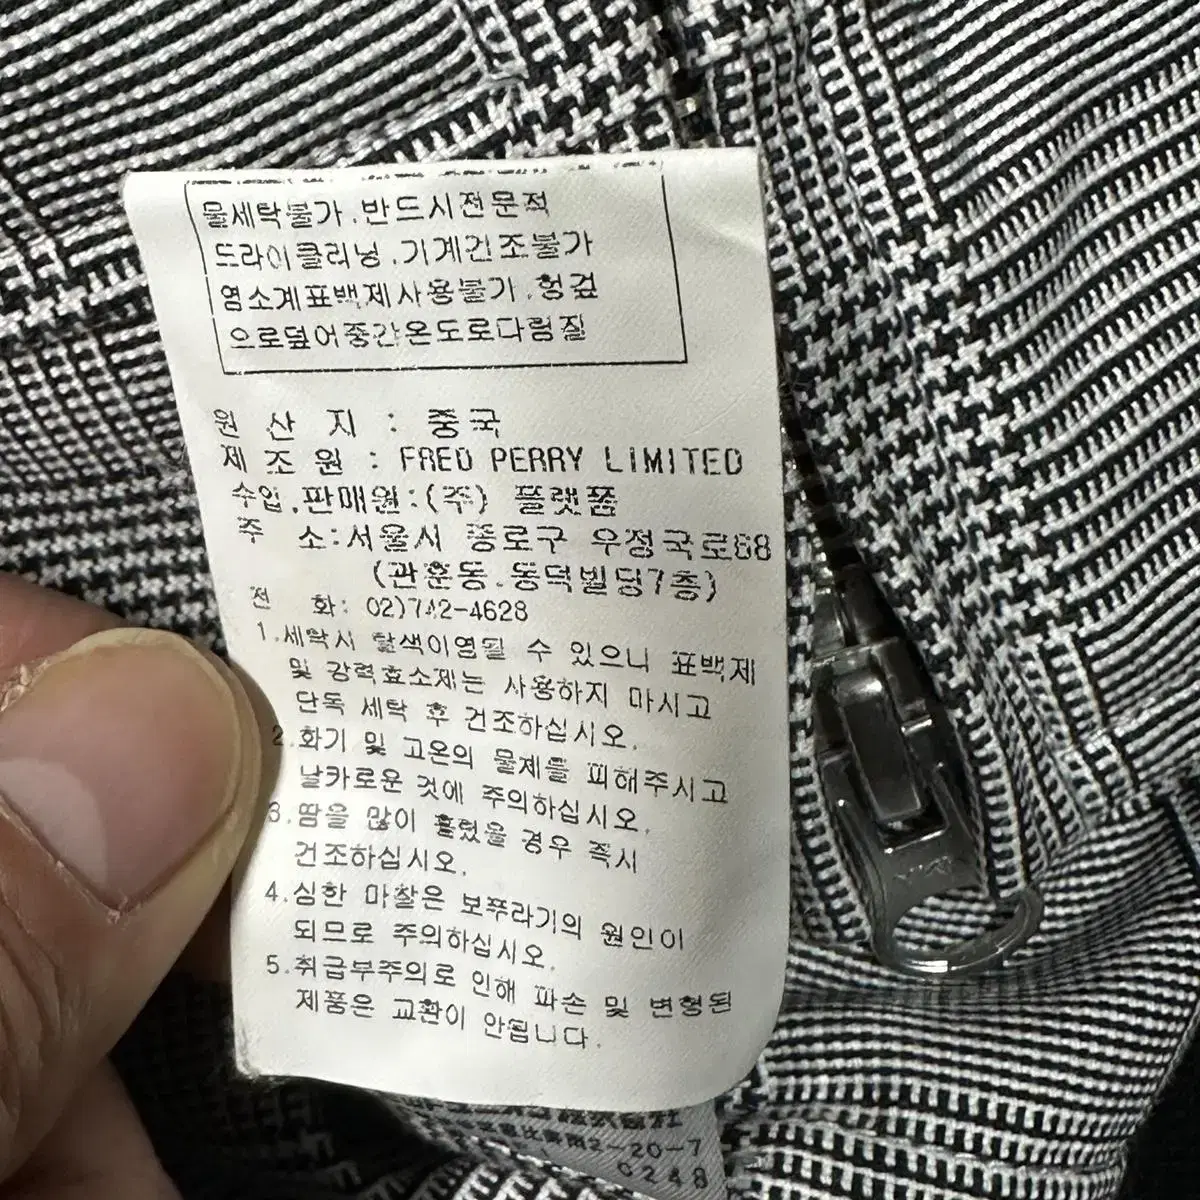 물세탁불가.반드시전문적
드라이클리닝.기계건조불가
염소계표백제사용불가.헝겊
으로덮어중간온도로다림질
원 산 지 : 중국
제 조 원 : FRED PERRY LIMITED
수입.판매원:(주) 플랫폼
주 소:서울시 종로구 우정국로68
(관훈동.동덕빌딩7층)
전 화: 02)742-4628
1.세탁시 탈색이염될 수 있으니 표백제
및 강력효소제는 사용하지 마시고
단독 세탁 후 건조하십시오.
2.화기 및 고온의 물체를 피해주시고
날카로운 것에 주의하십시오.
3.땀을 많이 흘렸을 경우 즉시
건조하십시오.
4.심한 마찰은 보푸라기의 원인이
되므로 주의하십시오.
5.취급부주의로 인해 파손 및 변형된
제품은 교환이 안됩니다.
2-20-7
0248